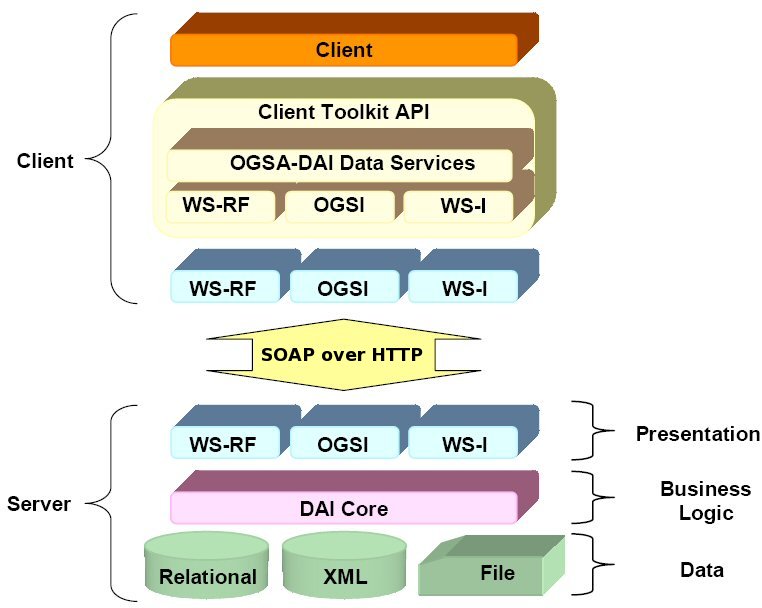 Client
Client Toolkit API
OGSA-DAI Data Services
WS-RF OGSI WS-I
Client
WS-RF OGSI WS-I
SOAP over HTTP
WS-RF OGSI WS-I
Presentation
Server
DAI Core
Business
Logic
Relational XML File
Data